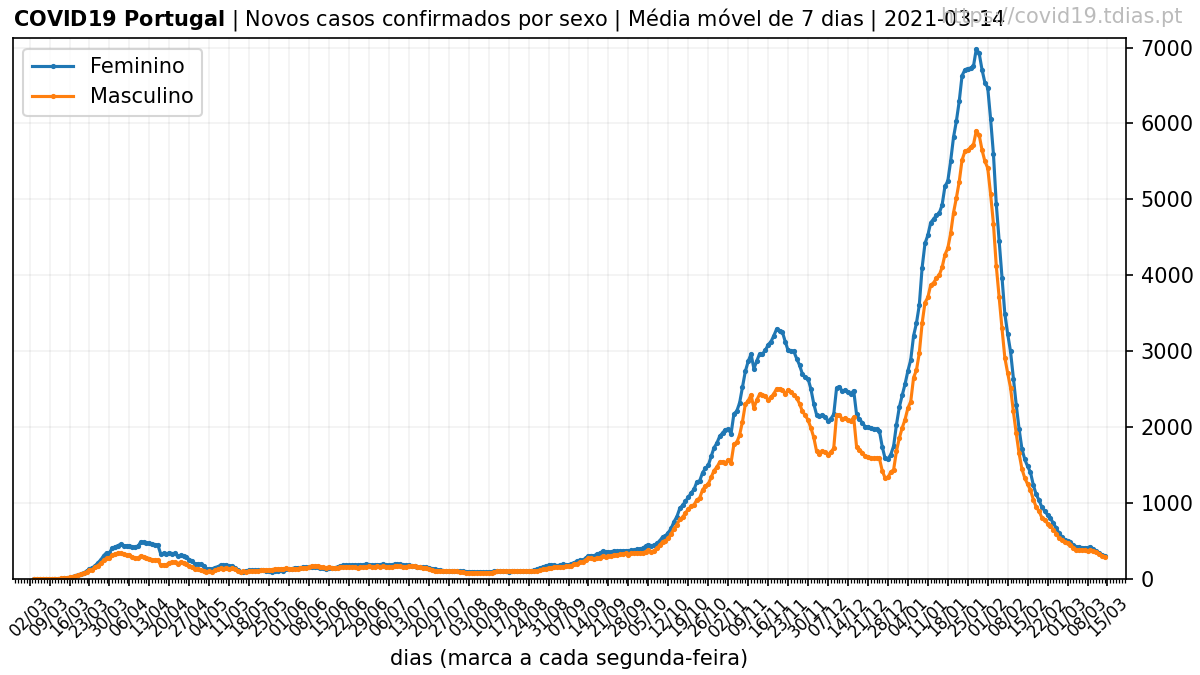 COVID19 Portugal | Novos casos confirmados por sexo | Média móvel de 7 dias | 2021-03-14
https://covid19.tdias.pt
Feminino
Masculino
7000
6000
5000
4000
3000
2000
1000
0
02/03 09/03 16/03 23/03 30/03 06/04 13/04 20/04 27/04 04/05 11/05 18/05 25/05 01/06 08/06 15/06 22/06 29/06 06/07 13/07 20/07 27/07 03/08 10/08 17/08 24/08 31/08 07/09 14/09 21/09 28/09 05/10 12/10 19/10 26/10 02/11 09/11 16/11 23/11 30/11 07/12 14/12 21/12 28/12 04/01 11/01 18/01 25/01 01/02 08/02 15/02 22/02 01/03 08/03 15/03
dias (marca a cada segunda-feira)